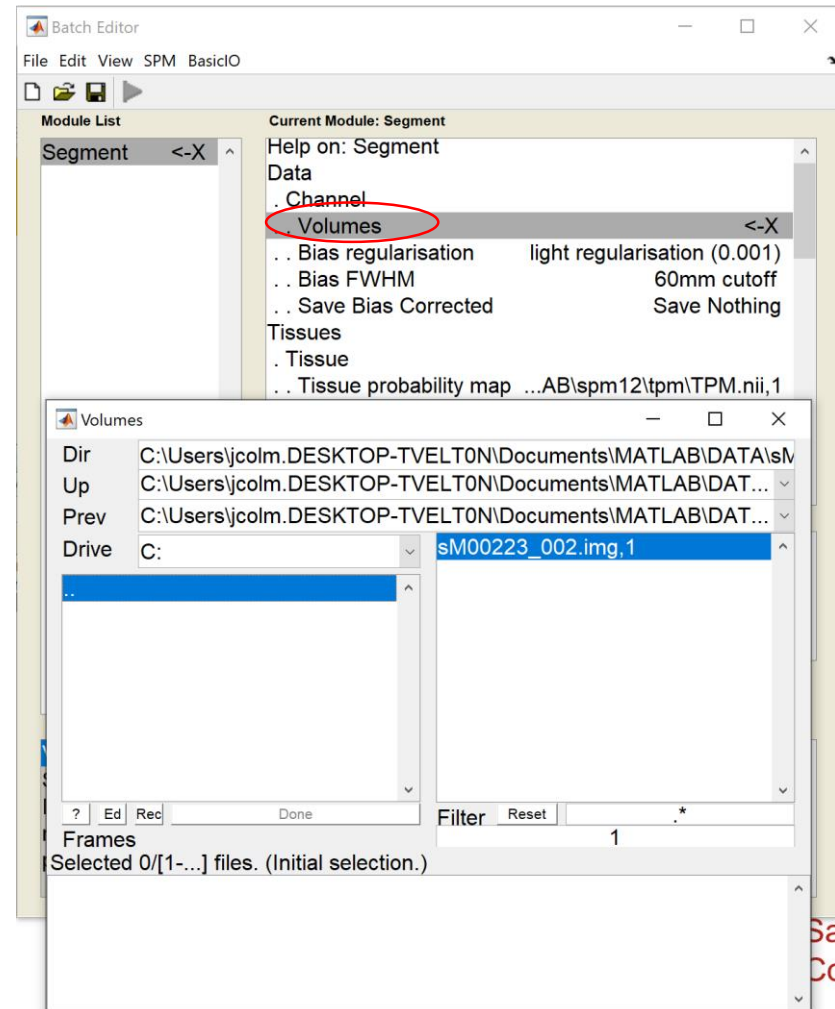 Batch Editor
File Edit View SPM BasicIO
Module List
Current Module: Segment
Segment <-X
Help on: Segment
Data
. Channel
. . Volumes <-X
. . Bias regularisation light regularisation (0.001)
. . Bias FWHM 60mm cutoff
. . Save Bias Corrected Save Nothing
Tissues
. Tissue
. . Tissue probability map ...AB\spm12\tpm\TPM.nii,1
Volumes
Dir C:\Users\jcolm.DESKTOP-TVELT0N\Documents\MATLAB\DATA\sM
Up C:\Users\jcolm.DESKTOP-TVELT0N\Documents\MATLAB\DAT...
Prev C:\Users\jcolm.DESKTOP-TVELT0N\Documents\MATLAB\DAT...
Drive C:
sM00223_002.img,1
..
? Ed Rec Done
Filter Reset .*
Frames 1
Selected 0/[1-...] files. (Initial selection.)
Sa
Co